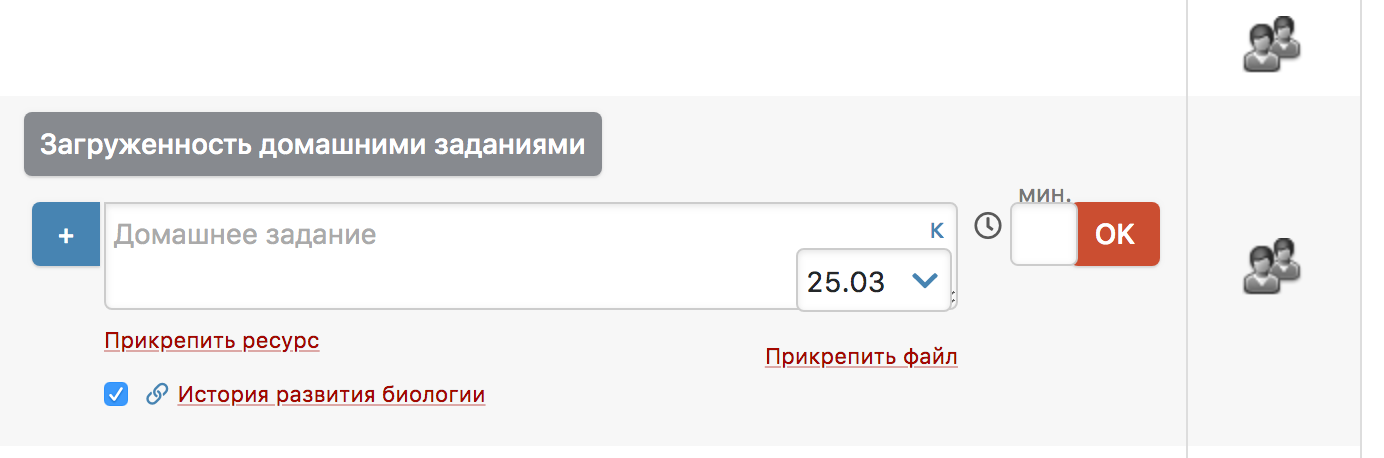 Загруженность домашними заданиями
мин.
+
Домашнее задание
К
OK
25.03
Прикрепить ресурс
Прикрепить файл
История развития биологии